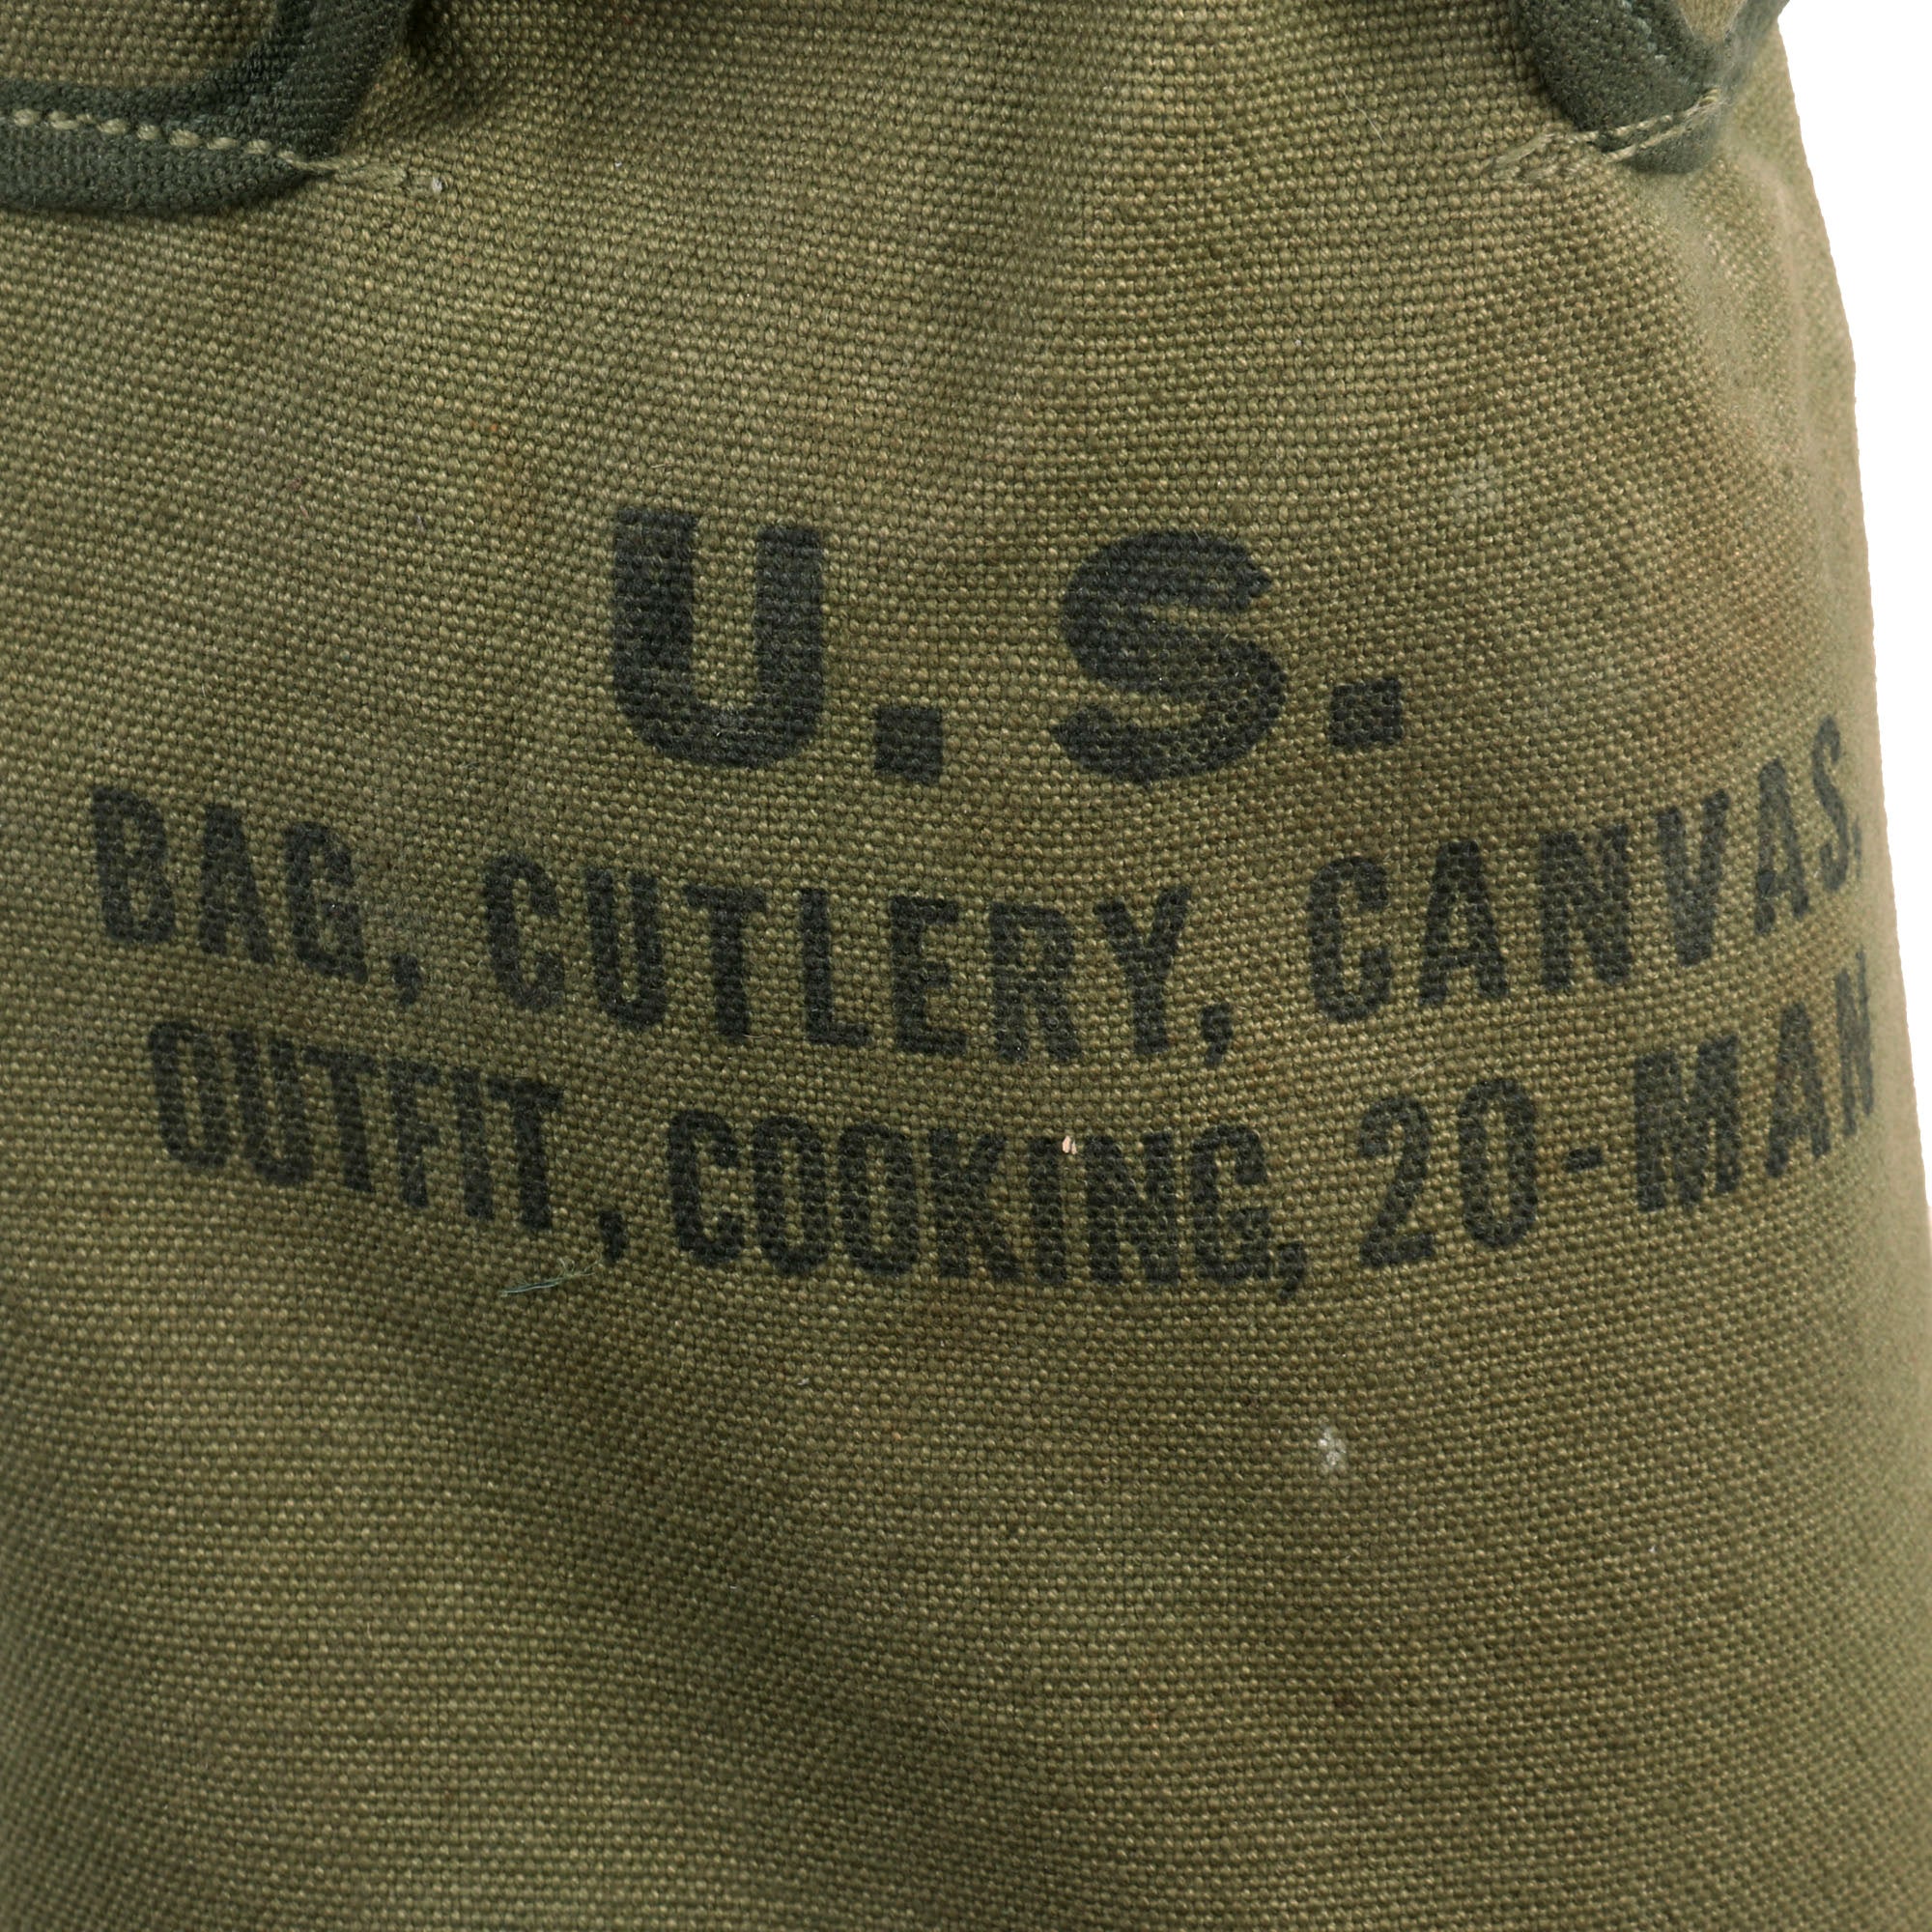 U.S.
BAG, CUTLERY, CANVAS,
OUTFIT, COOKING, 20-MAN